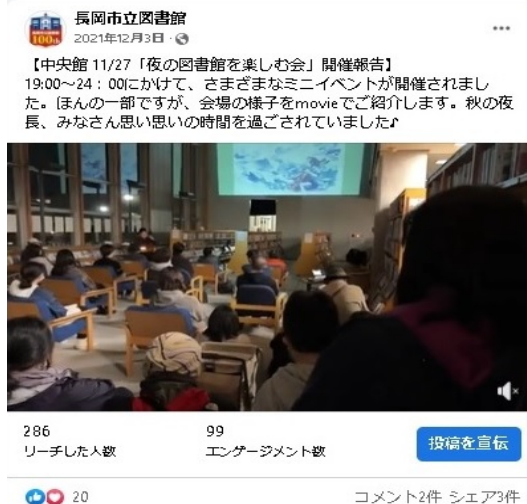 長岡市立図書館
100th
2021年12月3日
【中央館 11/27「夜の図書館を楽しむ会」開催報告】
19:00~24：00にかけて、さまざまなミニイベントが開催されまし
た。ほんの一部ですが、会場の様子をmovieでご紹介します。秋の夜
長、みなさん思い思いの時間を過ごされていました♪
286
リーチした人数
99
エンゲージメント数
投稿を宣伝
20
コメント2件 シェア3件